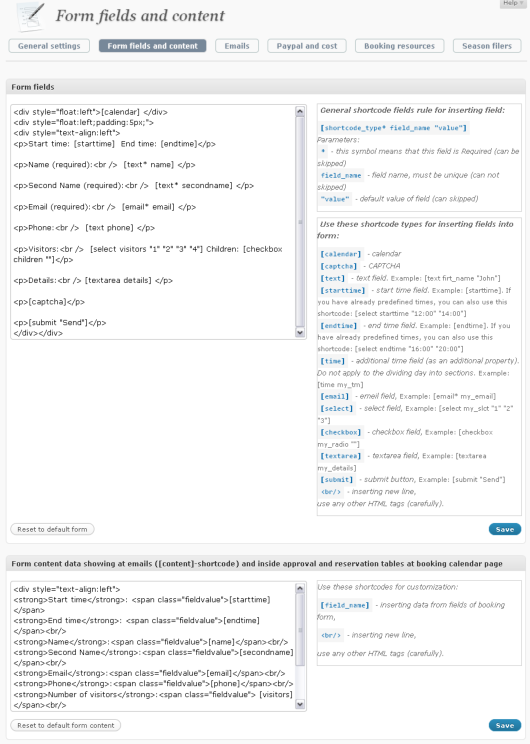 Help
Form fields and content
General settings
Form fields and content
Emails
Paypal and cost
Booking resources
Season filers
Form fields
<div style="float:left">[calendar] </div>
<div style="float:left;padding:5px;">
<div style="text-align:left">
<p>Start time: [starttime]  End time: [endtime]</p>
<p>Name (required):<br />  [text* name] </p>
<p>Second Name (required):<br />  [text* secondname] </p>
<p>Email (required):<br />  [email* email] </p>
<p>Phone:<br />  [text phone] </p>
<p>Visitors:<br />  [select visitors "1" "2" "3" "4"] Children: [checkbox
children ""]</p>
<p>Details:<br /> [textarea details] </p>
<p>[captcha]</p>
<p>[submit "Send"]</p>
</div></div>
General shortcode fields rule for inserting field:
[shortcode_type* field_name "value"]
Parameters:
* - this symbol means that this field is Required (can be
skipped)
field_name - field name, must be unique (can not
skipped)
"value" - default value of field (can skipped)
Use these shortcode types for inserting fields into
form:
[calendar] - calendar
[captcha] - CAPTCHA
[text] - text field. Example: [text firt_name "John"]
[starttime] - start time field. Example: [starttime]. If
you have already predefined times, you can also use this
shortcode: [select starttime "12:00" "14:00"]
[endtime] - end time field. Example: [endtime]. If you
have already predefined times, you can also use this
shortcode: [select endtime "16:00" "20:00"]
[time] - additional time field (as an additional property).
Do not apply to the dividing day into sections. Example:
[time my_tm]
[email] - email field, Example: [email* my_email]
[select] - select field, Example: [select my_slct "1" "2"
"3"]
[checkbox] - checkbox field, Example: [checkbox
my_radio ""]
[textarea] - textarea field, Example: [textarea
my_details]
[submit] - submit button, Example: [submit "Send"]
<br/> - inserting new line,
use any other HTML tags (carefully).
Reset to default form
Save
Form content data showing at emails ([content]-shortcode) and inside approval and reservation tables at booking calendar page
<div style="text-align:left">
<strong>Start time</strong>: <span class="fieldvalue">[starttime]
</span>
<strong>End time</strong>: <span class="fieldvalue">[endtime]
</span><br/>
<strong>Name</strong>:<span class="fieldvalue">[name]</span><br/>
<strong>Second Name</strong>:<span class="fieldvalue">[secondname]
</span><br/>
<strong>Email</strong>:<span class="fieldvalue">[email]</span><br/>
<strong>Phone</strong>:<span class="fieldvalue">[phone]</span><br/>
<strong>Number of visitors</strong>:<span class="fieldvalue"> [visitors]
</span><br/>
Use these shortcodes for customization:
[field_name] - inserting data from fields of booking
form,
<br/> - inserting new line,
use any other HTML tags (carefully).
Reset to default form content
Save